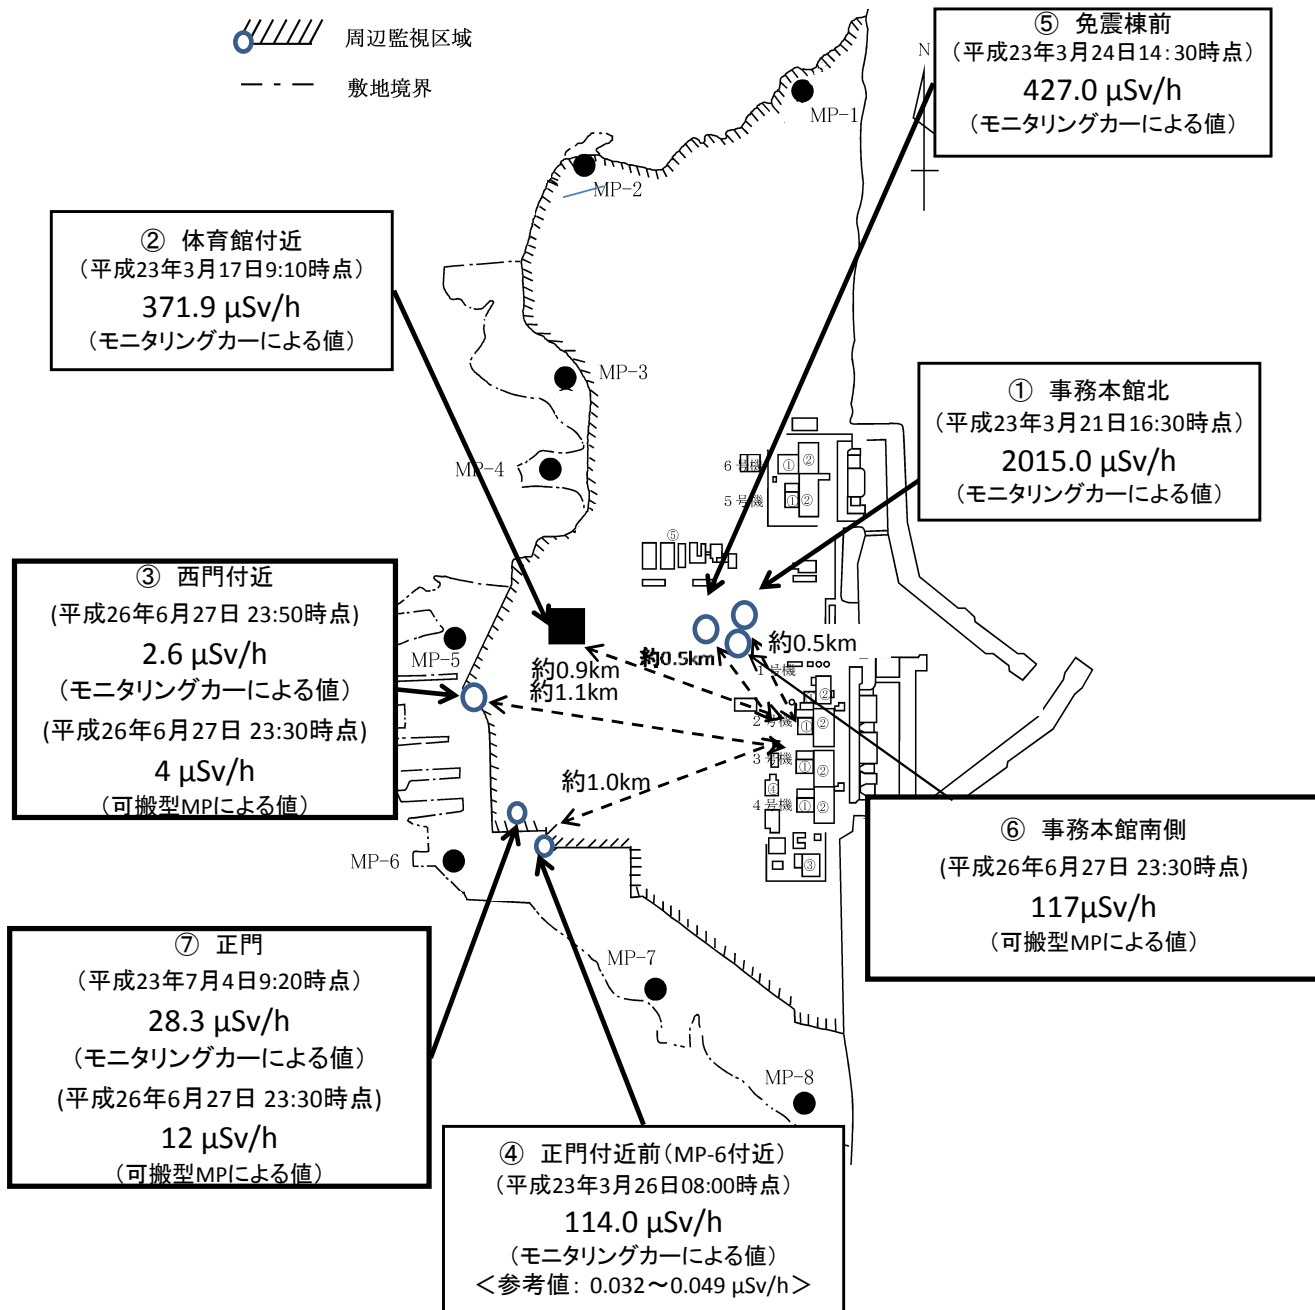 周辺監視区域
敷地境界
N
⑤ 免震棟前
（平成23年3月24日14:30時点）
427.0 μSv/h
（モニタリングカーによる値）
MP-1
MP-2
② 体育館付近
（平成23年3月17日9:10時点）
371.9 μSv/h
（モニタリングカーによる値）
MP-3
① 事務本館北
（平成23年3月21日16:30時点）
2015.0 μSv/h
（モニタリングカーによる値）
MP-4
6号機
①
②
5号機
①
②
⑤
③ 西門付近
(平成26年6月27日 23:50時点)
2.6 μSv/h
（モニタリングカーによる値）
(平成26年6月27日 23:30時点)
4 μSv/h
（可搬型MPによる値）
MP-5
約0.9km
約1.1km
約0.5km
約0.5km
1号機
②
2号機
①
②
3号機
①
②
約1.0km
④
4号機
①
②
③
MP-6
⑥ 事務本館南側
(平成26年6月27日 23:30時点)
117μSv/h
（可搬型MPによる値）
⑦ 正門
（平成23年7月4日9:20時点）
28.3 μSv/h
（モニタリングカーによる値）
(平成26年6月27日 23:30時点)
12 μSv/h
（可搬型MPによる値）
MP-7
MP-8
④ 正門付近前（MP-6付近）
（平成23年3月26日08:00時点）
114.0 μSv/h
（モニタリングカーによる値）
＜参考値： 0.032～0.049 μSv/h＞